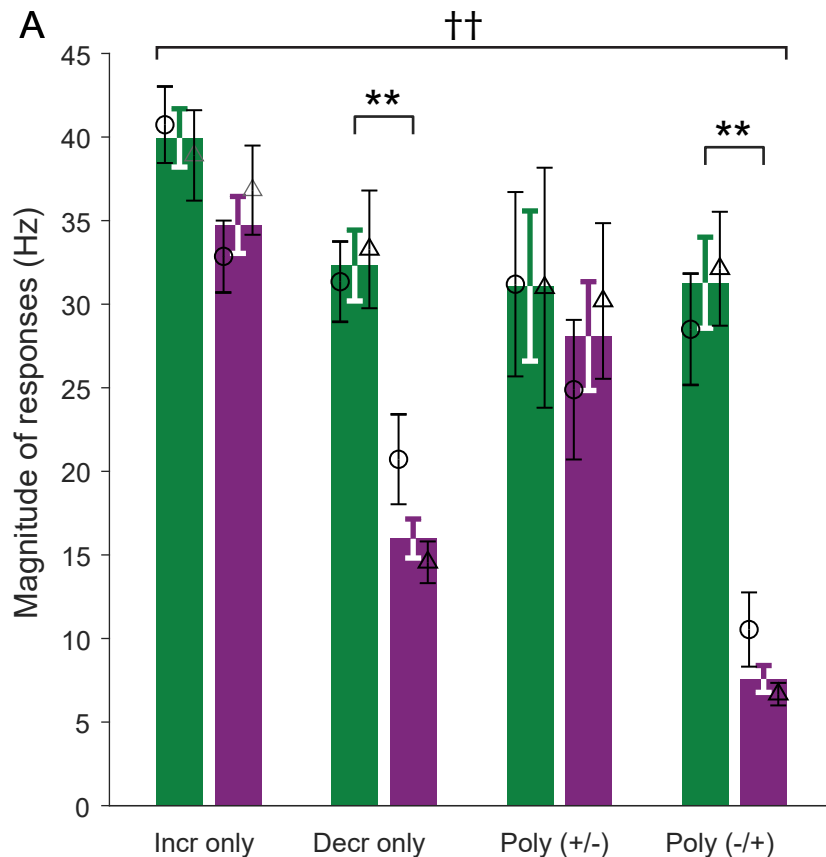 A
††
**
**
Magnitude of responses (Hz)
45
40
35
30
25
20
15
10
5
0
Incr only
Decr only
Poly (+/-)
Poly (-/+)